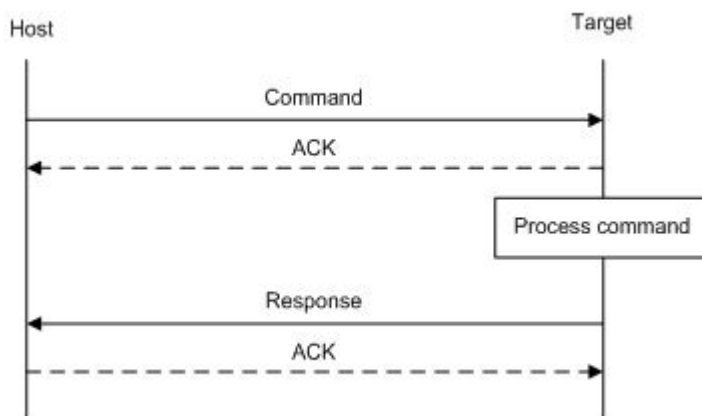 Host
Target
Command
ACK
Process command
Response
ACK